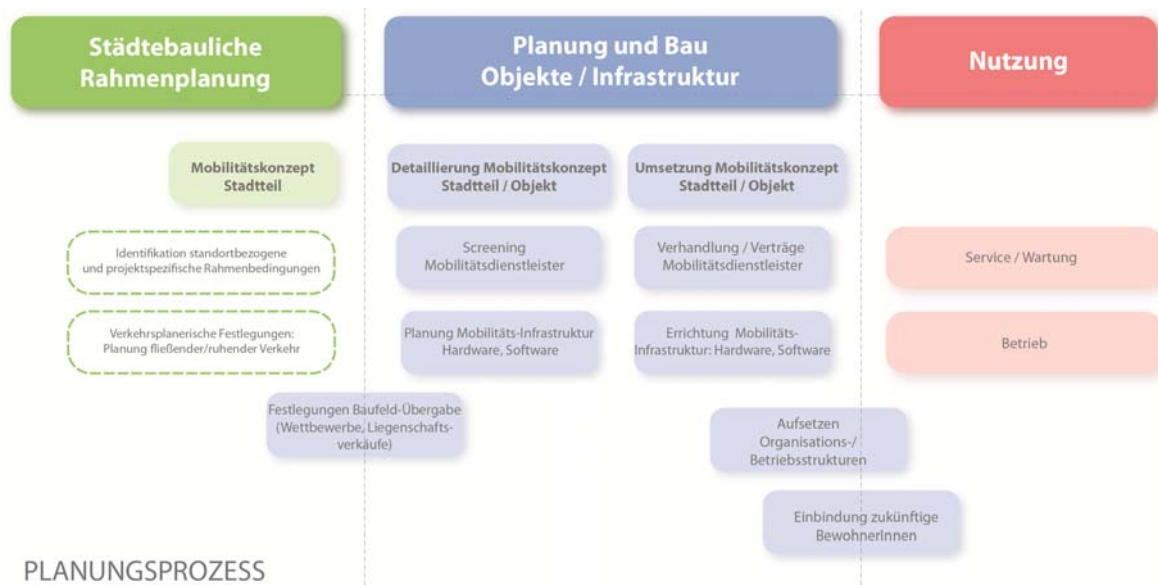 Städtebauliche
Rahmenplanung
Planung und Bau
Objekte / Infrastruktur
Nutzung
Mobilitätskonzept
Stadtteil
Detaillierung Mobilitätskonzept
Stadtteil / Objekt
Umsetzung Mobilitätskonzept
Stadtteil / Objekt
Identifikation standortbezogene
und projektspezifische Rahmenbedingungen
Screening
Mobilitätsdienstleister
Verhandlung / Verträge
Mobilitätsdienstleister
Service / Wartung
Verkehrsplanerische Festlegungen:
Planung fließender/ruhender Verkehr
Planung Mobilitäts-Infrastruktur
Hardware, Software
Errichtung Mobilitäts-
Infrastruktur: Hardware, Software
Betrieb
Festlegungen Baufeld-Übergabe
(Wettbewerbe, Liegenschafts-
verkäufe)
Aufsetzen
Organisations-/
Betriebsstrukturen
Einbindung zukünftige
BewohnerInnen
PLANUNGSPROZESS